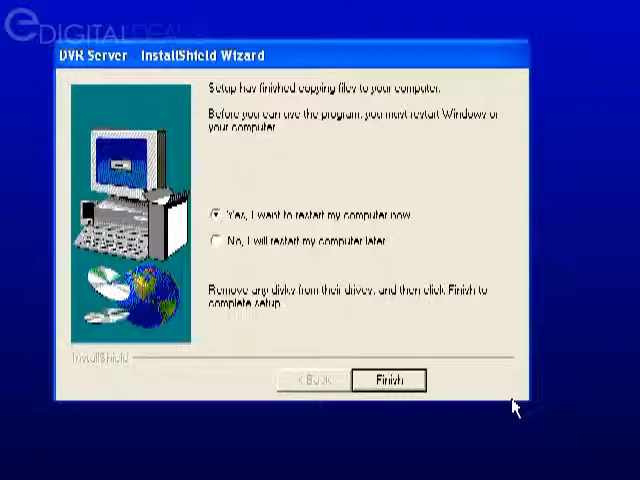 eDIGITALDEALS
DVR Server - InstallShield Wizard
Setup has finished copying files to your computer.
Before you can use the program, you must restart Windows or
your computer.
Yes, I want to restart my computer now.
No, I will restart my computer later.
Remove any disks from their drives, and then click Finish to
complete setup.
InstallShield
< Back
Finish